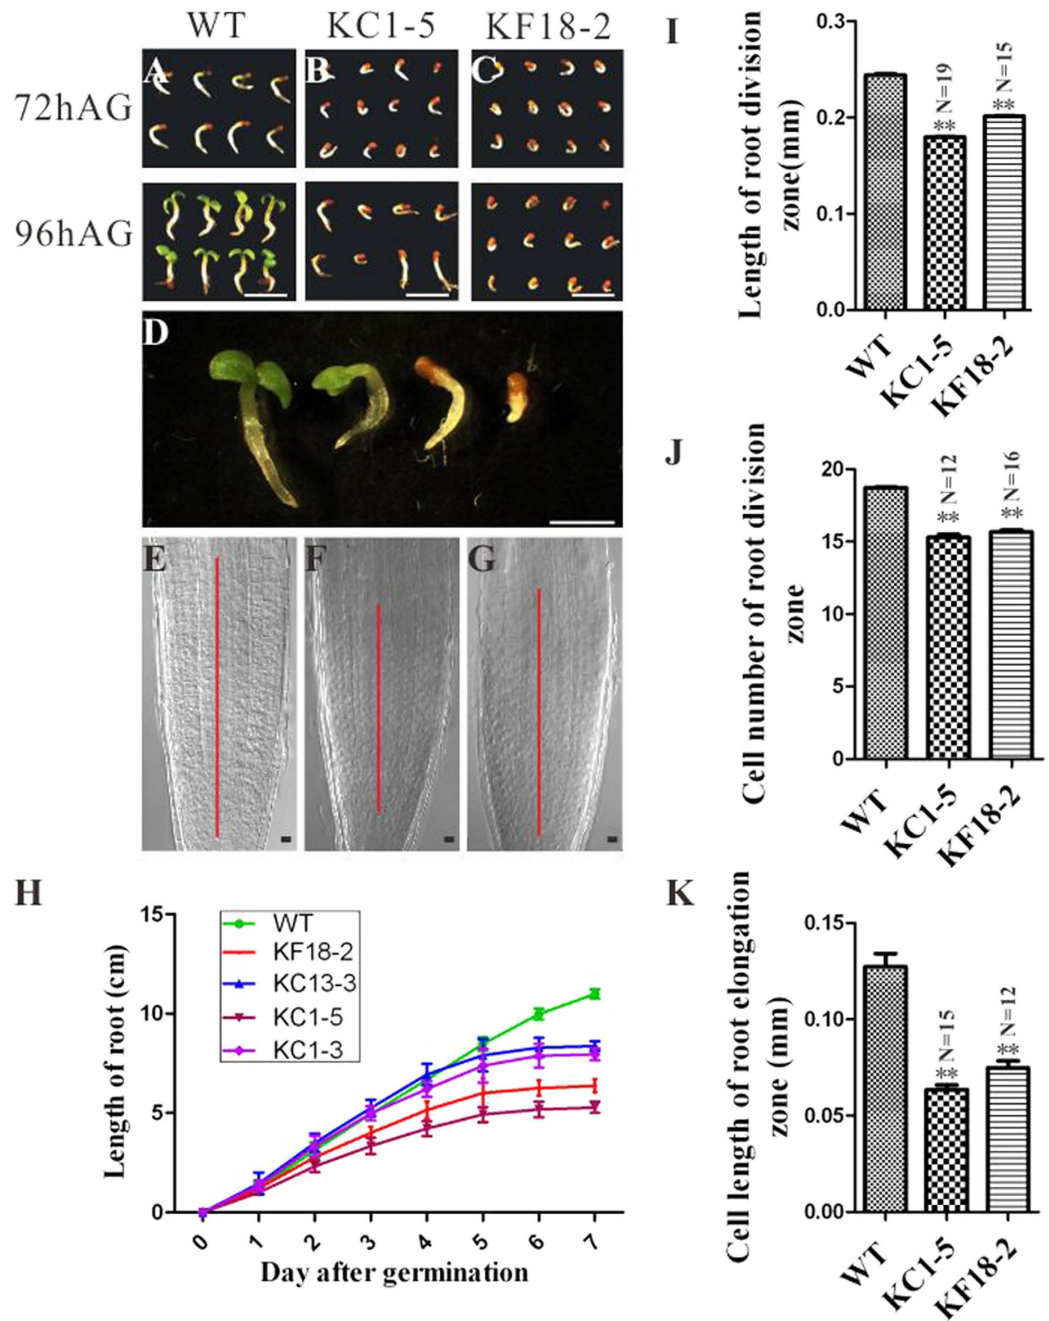 WT KC1-5 KF18-2
72hAG
A B C
96hAG
D
E F G
H
15
10
5
0
Length of root (cm)
WT
KF18-2
KC13-3
KC1-5
KC1-3
0 1 2 3 4 5 6 7
Day after germination
I
Length of root division
zone(mm)
0.3
0.2
0.1
0.0
** N=19
** N=15
WT KC1-5 KF18-2
J
Cell number of root division
zone
20
15
10
5
0
** N=12
** N=16
WT KC1-5 KF18-2
K
Cell length of root elongation
zone (mm)
0.15
0.10
0.05
0.00
** N=15
** N=12
WT KC1-5 KF18-2